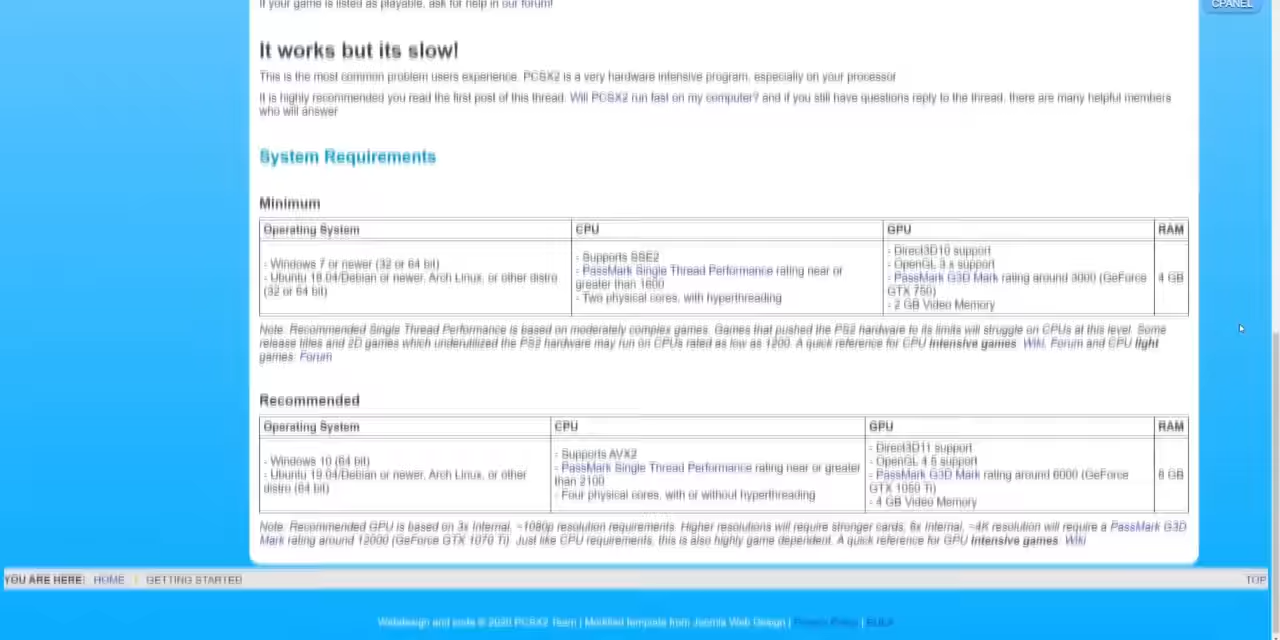 If your game is listed as playable, ask for help in our forum!
CPANEL
It works but its slow!
This is the most common problem users experience. PCSX2 is a very hardware intensive program, especially on your processor
It is highly recommended you read the first post of this thread: Will PCSX2 run fast on my computer? and if you still have questions reply to the thread, there are many helpful members
who will answer
System Requirements
Minimum
Operating System CPU GPU RAM
- Windows 7 or newer (32 or 64 bit)
- Ubuntu 18.04/Debian or newer, Arch Linux, or other distro
(32 or 64 bit)
- Supports SSE2
- PassMark Single Thread Performance rating near or
greater than 1600
- Two physical cores, with hyperthreading
- Direct3D10 support
- OpenGL 3.x support
- PassMark G3D Mark rating around 3000) (GeForce
GTX 750)
- 2 GB Video Memory
4 GB
Note: Recommended Single Thread Performance is based on moderately complex games. Games that pushed the PS2 hardware to its limits will struggle on CPUs at this level. Some
release titles and 2D games which underutilized the PS2 hardware may run on CPUs rated as low as 1200. A quick reference for CPU intensive games: Wiki, Forum and CPU light
games: Forum
Recommended
Operating System CPU GPU RAM
- Windows 10 (64 bit)
- Ubuntu 19.04/Debian or newer, Arch Linux, or other
distro (64 bit)
- Supports AVX2
- PassMark Single Thread Performance rating near or greater
than 2100
- Four physical cores, with or without hyperthreading
- Direct3D11 support
- OpenGL 4.5 support
- PassMark G3D Mark rating around 6000 (GeForce
GTX 1050 Ti)
- 4 GB Video Memory
8 GB
Note: Recommended GPU is based on 3x Internal, ~1080p resolution requirements. Higher resolutions will require stronger cards; 6x Internal, ~4K resolution will require a PassMark G3D
Mark rating around 12000 (GeForce GTX 1070 Ti). Just like CPU requirements, this is also highly game dependent. A quick reference for GPU intensive games: Wiki
YOU ARE HERE: HOME GETTING STARTED TOP
Webdesign and code © 2020 PCSX2 Team | Modified template from Joomla Web Design | Privacy Policy | EULA